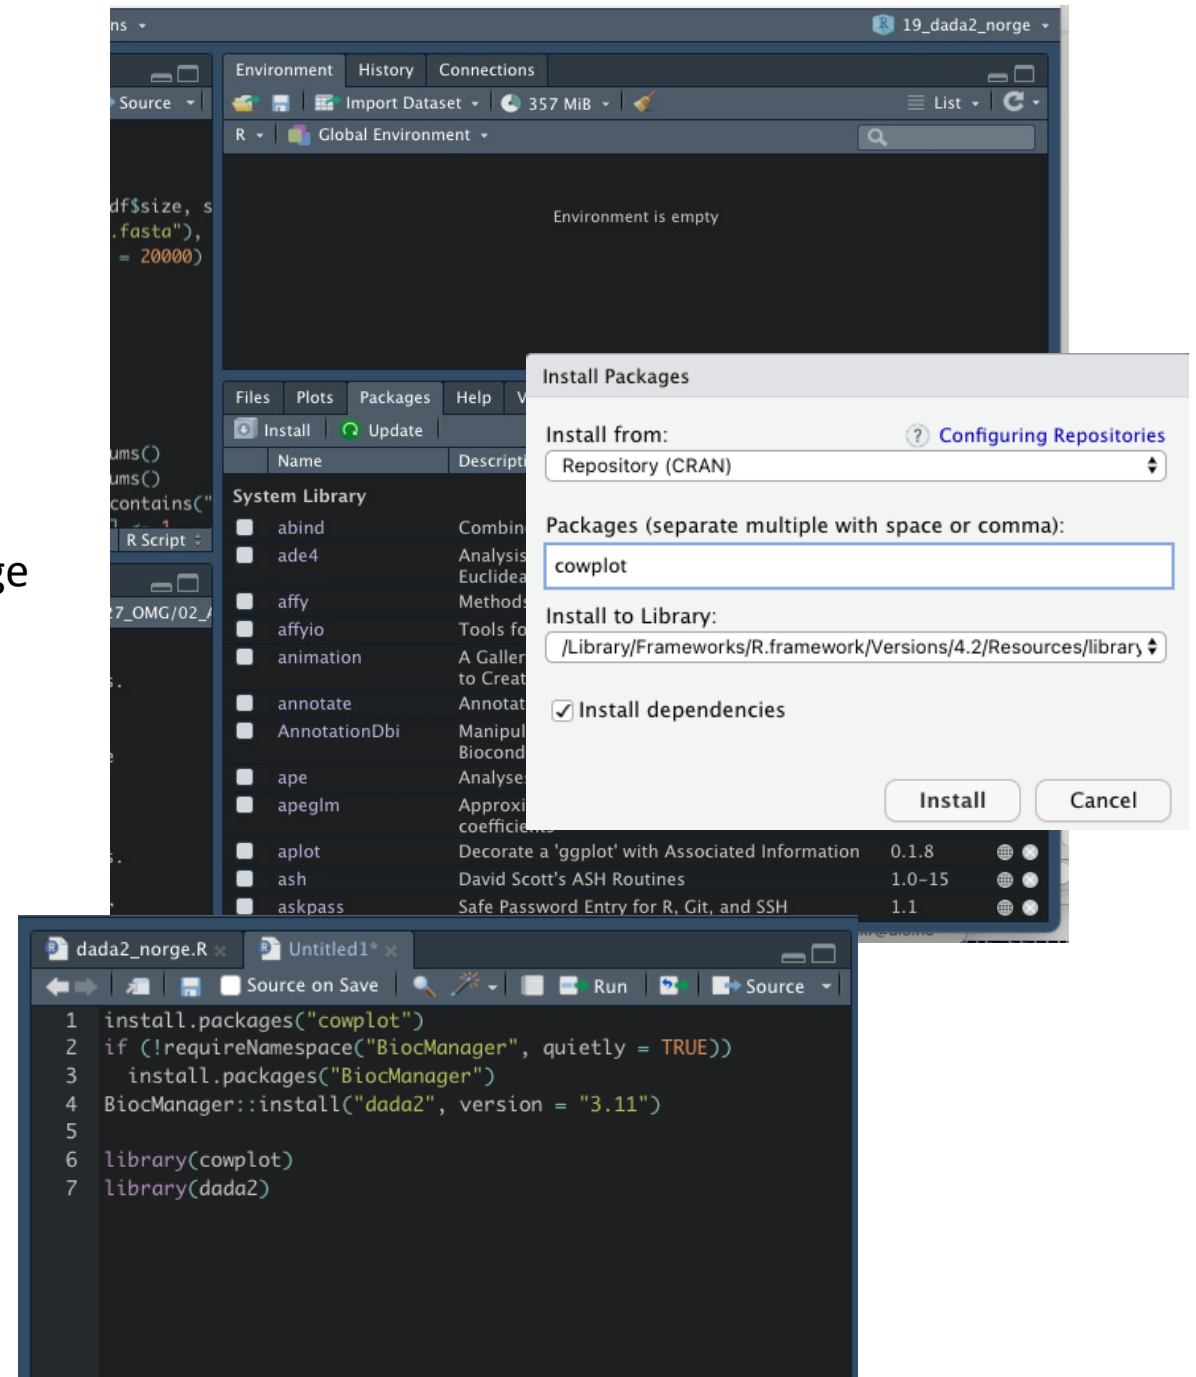 ns
19_dada2_norge
Source
Environment History Connections
Import Dataset 357 MiB
List
R Global Environment
df$size, s
.fasta"),
= 20000)
Environment is empty
ums()
ums()
contains("
R Script
ge
27_OMG/02_A
Files Plots Packages Help V
Install Update
Name Descripti
System Library
abind Combin
ade4 Analysis
Euclidea
affy Methods
affyio Tools fo
animation A Galler
to Creat
annotate Annotat
AnnotationDbi Manipul
Biocond
ape Analyse
apeglm Approxi
coefficients
aplot Decorate a 'ggplot' with Associated Information 0.1.8
ash David Scott's ASH Routines 1.0-15
askpass Safe Password Entry for R, Git, and SSH 1.1
Install Packages
Install from: ? Configuring Repositories
Repository (CRAN)
Packages (separate multiple with space or comma):
cowplot
Install to Library:
/Library/Frameworks/R.framework/Versions/4.2/Resources/library
Install dependencies
Install Cancel
dada2_norge.R Untitled1*
Source on Save Run Source
1 install.packages("cowplot")
2 if (!requireNamespace("BiocManager", quietly = TRUE))
3 install.packages("BiocManager")
4 BiocManager::install("dada2", version = "3.11")
5
6 library(cowplot)
7 library(dada2)